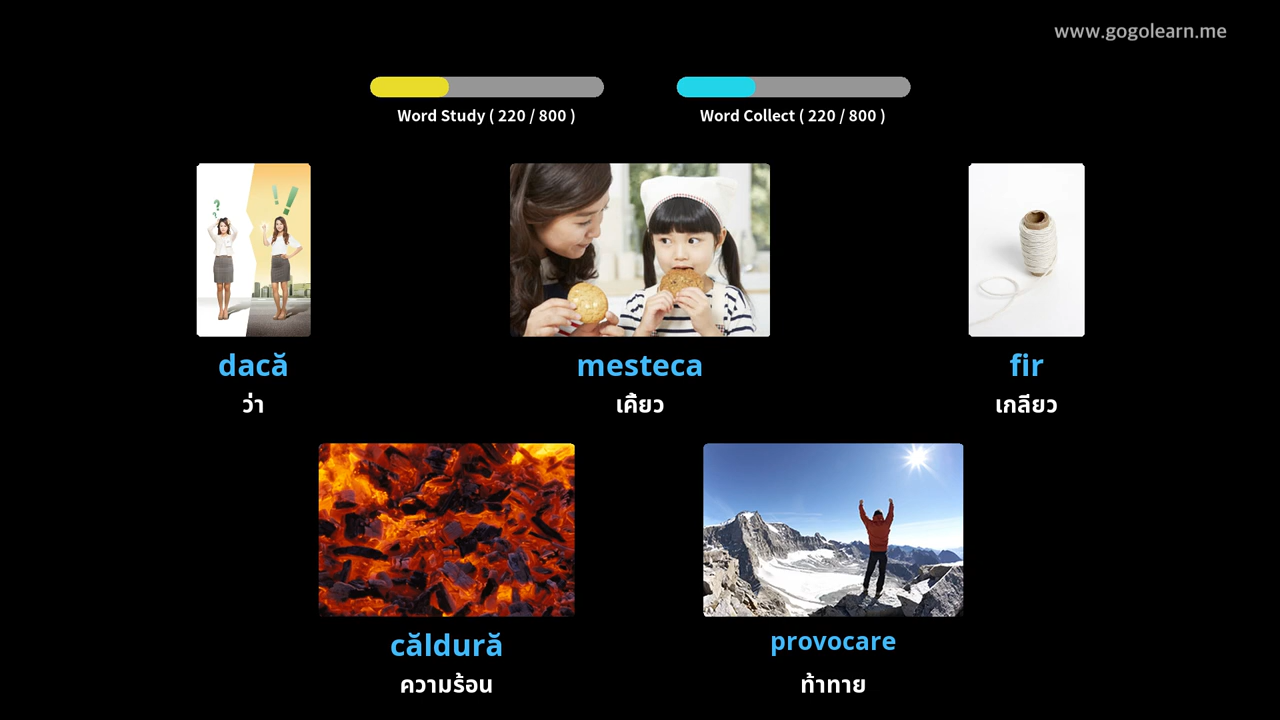 www.gogolearn.me
Word Study ( 220 / 800 )
Word Collect ( 220 / 800 )
dacă
mesteca
fir
ว่า
เคี้ยว
เกลียว
căldură
provocare
ความร้อน
ท้าทาย